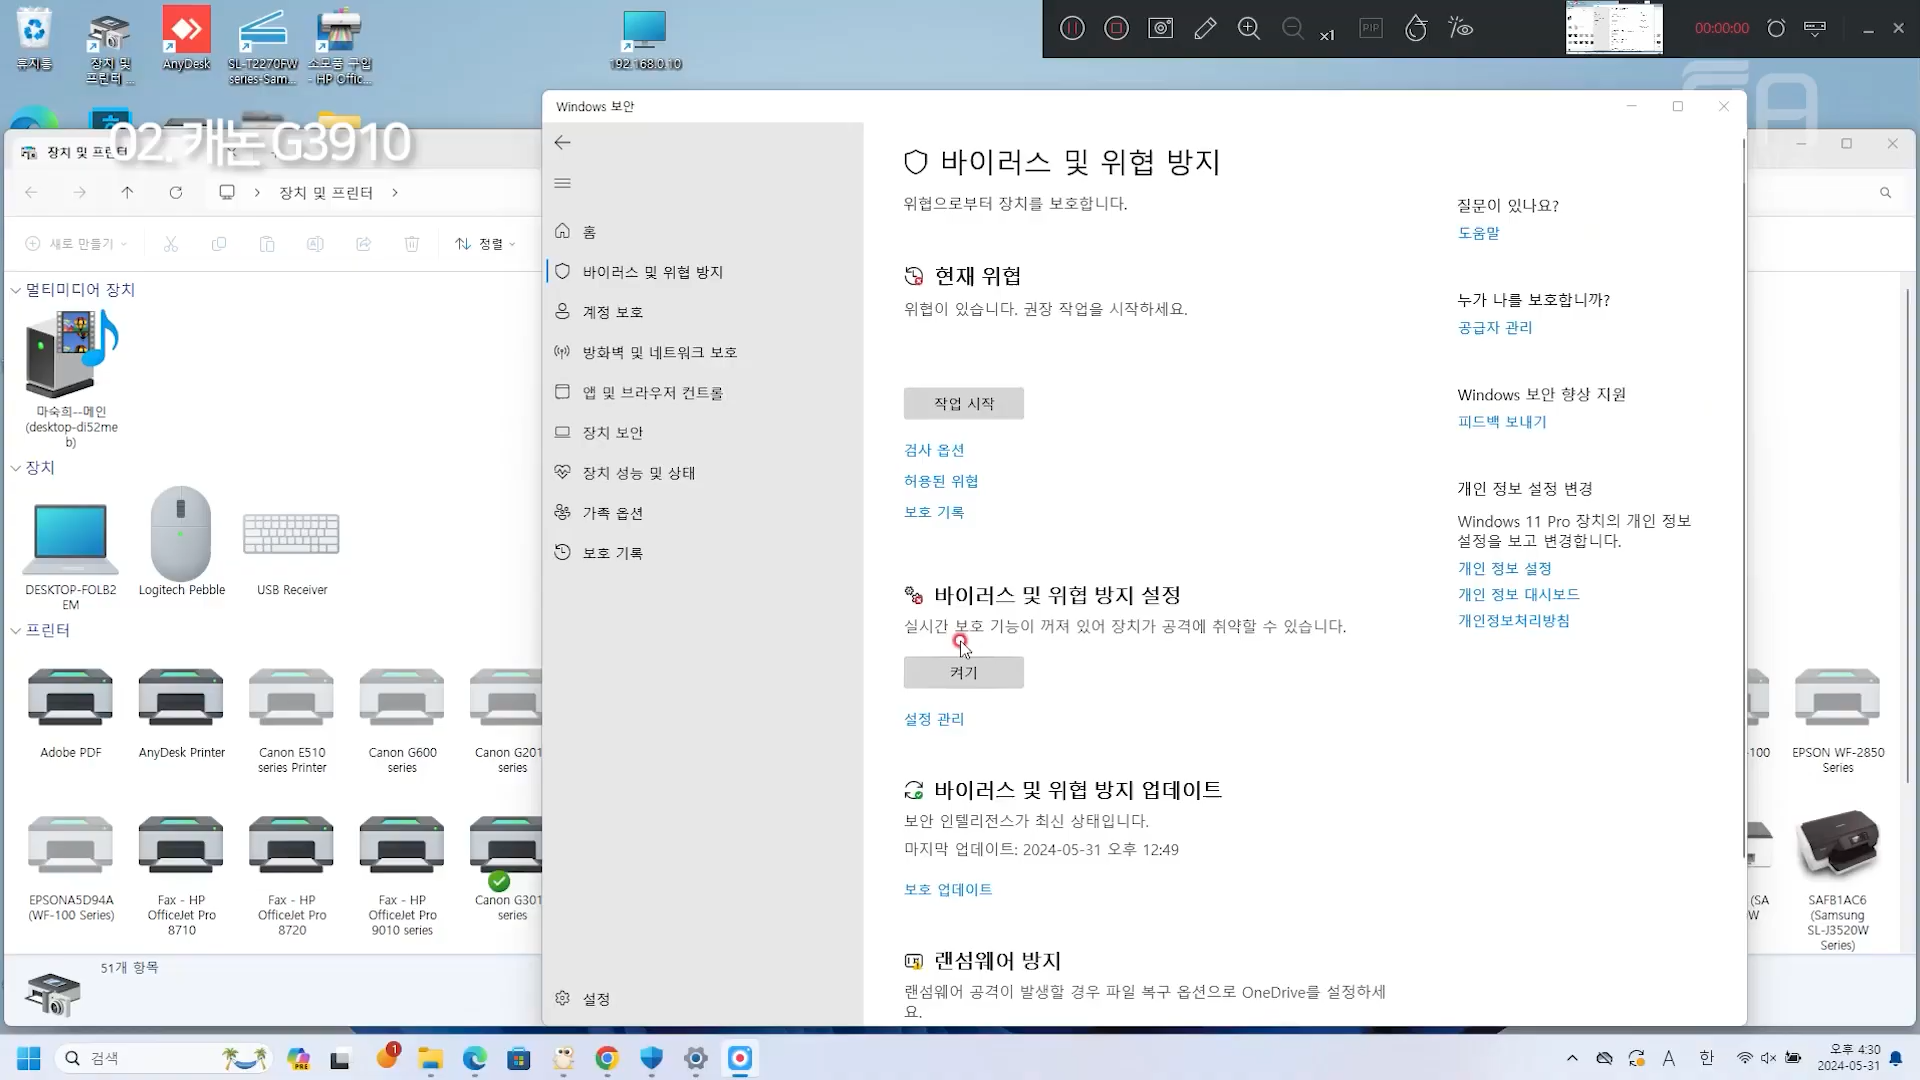 휴지통
장치 및
프린터 ...
AnyDesk
SL-T2270FW
series-Sam...
소모품 구입
- HP Offic...
192.168.0.10
x1
PIP
00:00:00
02. 캐논 G3910
장치 및 프린터
장치 및 프린터
새로 만들기
정렬
멀티미디어 장치
마숙희--메인
(desktop-di52me
b)
장치
DESKTOP-FOLB2
EM
Logitech Pebble
USB Receiver
프린터
Adobe PDF
AnyDesk Printer
Canon E510
series Printer
Canon G600
series
Canon G201
series
EPSONA5D94A
(WF-100 Series)
Fax - HP
OfficeJet Pro
8710
Fax - HP
OfficeJet Pro
8720
Fax - HP
OfficeJet Pro
9010 series
Canon G301
series
51개 항목
Windows 보안
홈
바이러스 및 위협 방지
계정 보호
방화벽 및 네트워크 보호
앱 및 브라우저 컨트롤
장치 보안
장치 성능 및 상태
가족 옵션
보호 기록
설정
바이러스 및 위협 방지
위협으로부터 장치를 보호합니다.
현재 위협
위협이 있습니다. 권장 작업을 시작하세요.
작업 시작
검사 옵션
허용된 위협
보호 기록
바이러스 및 위협 방지 설정
실시간 보호 기능이 꺼져 있어 장치가 공격에 취약할 수 있습니다.
켜기
설정 관리
바이러스 및 위협 방지 업데이트
보안 인텔리전스가 최신 상태입니다.
마지막 업데이트: 2024-05-31 오후 12:49
보호 업데이트
랜섬웨어 방지
랜섬웨어 공격이 발생할 경우 파일 복구 옵션으로 OneDrive를 설정하세
요.
질문이 있나요?
도움말
누가 나를 보호합니까?
공급자 관리
Windows 보안 향상 지원
피드백 보내기
개인 정보 설정 변경
Windows 11 Pro 장치의 개인 정보
설정을 보고 변경합니다.
개인 정보 설정
개인 정보 대시보드
개인정보처리방침
-100
EPSON WF-2850
Series
(SA
W
SAFB1AC6
(Samsung
SL-J3520W
Series)
검색
PRE
1
A
한
오후 4:30
2024-05-31